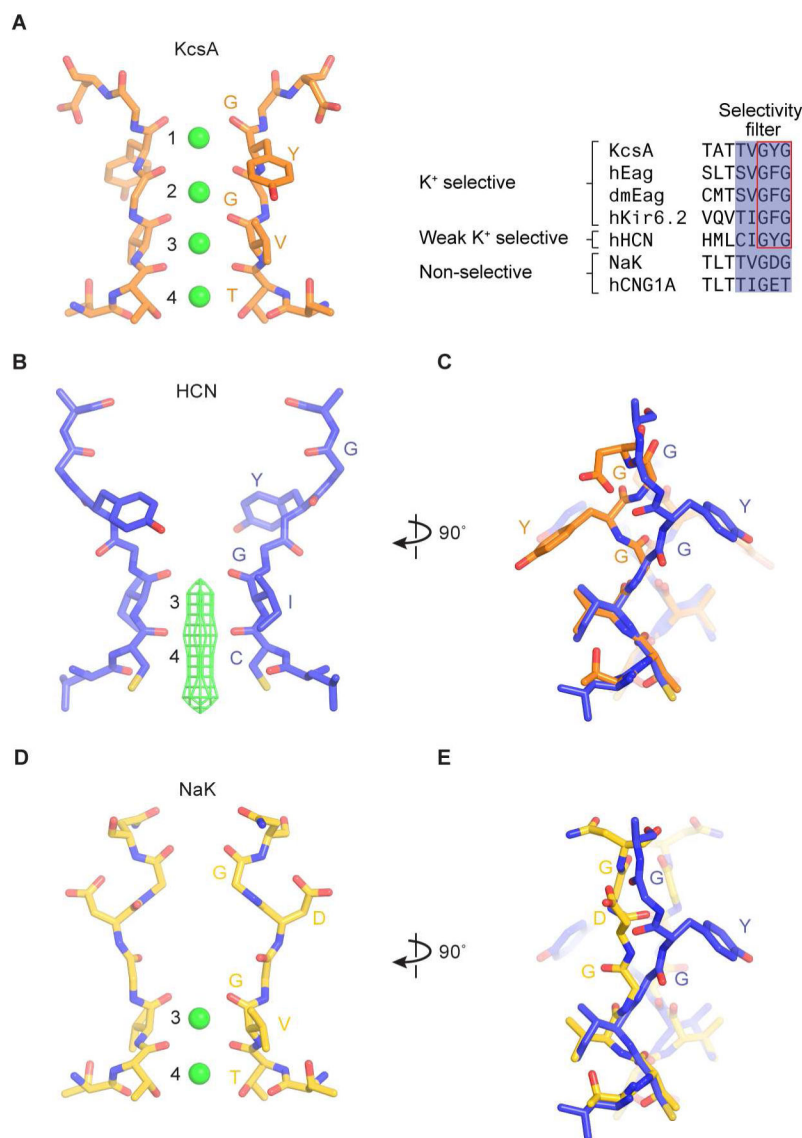 A
KcsA
G
1
Y
2
G
3
V
4
T
Selectivity
filter
K+ selective
KcsA TATTVGYG
hEag SLTSVGFG
dmEag CMTSVGFG
hKir6.2 VQVTIGFG
Weak K+ selective
hHCN HMLCIGYG
Non-selective
NaK TLTTVGDG
hCNG1A TLTTIGET
B
HCN
G
Y
G
3
I
4
C
90°
C
G
G
Y
Y
G
G
D
NaK
G
D
G
3
V
4
T
90°
E
G
G
D
Y
G
G